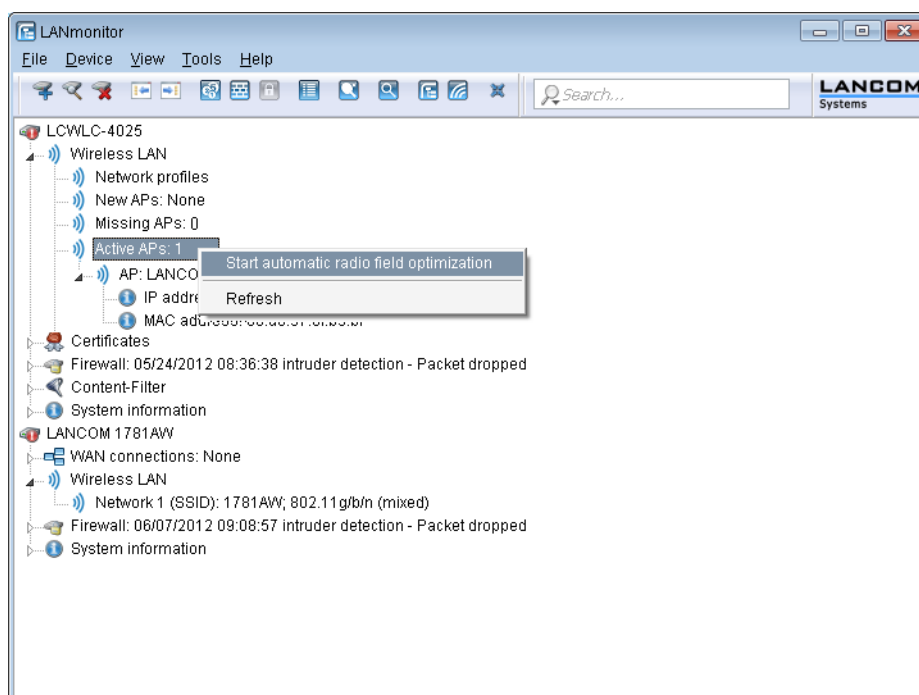 LANmonitor
File Device View Tools Help
Search...
LANCOM
Systems
LCWLC-4025
Wireless LAN
Network profiles
New APs: None
Missing APs: 0
Active APs: 1
Start automatic radio field optimization
AP: LANCO
IP addre
Refresh
MAC
Certificates
Firewall: 05/24/2012 08:36:38 intruder detection - Packet dropped
Content-Filter
System information
LANCOM 1781AW
WAN connections: None
Wireless LAN
Network 1 (SSID): 1781AW; 802.11g/b/n (mixed)
Firewall: 06/07/2012 09:08:57 intruder detection - Packet dropped
System information